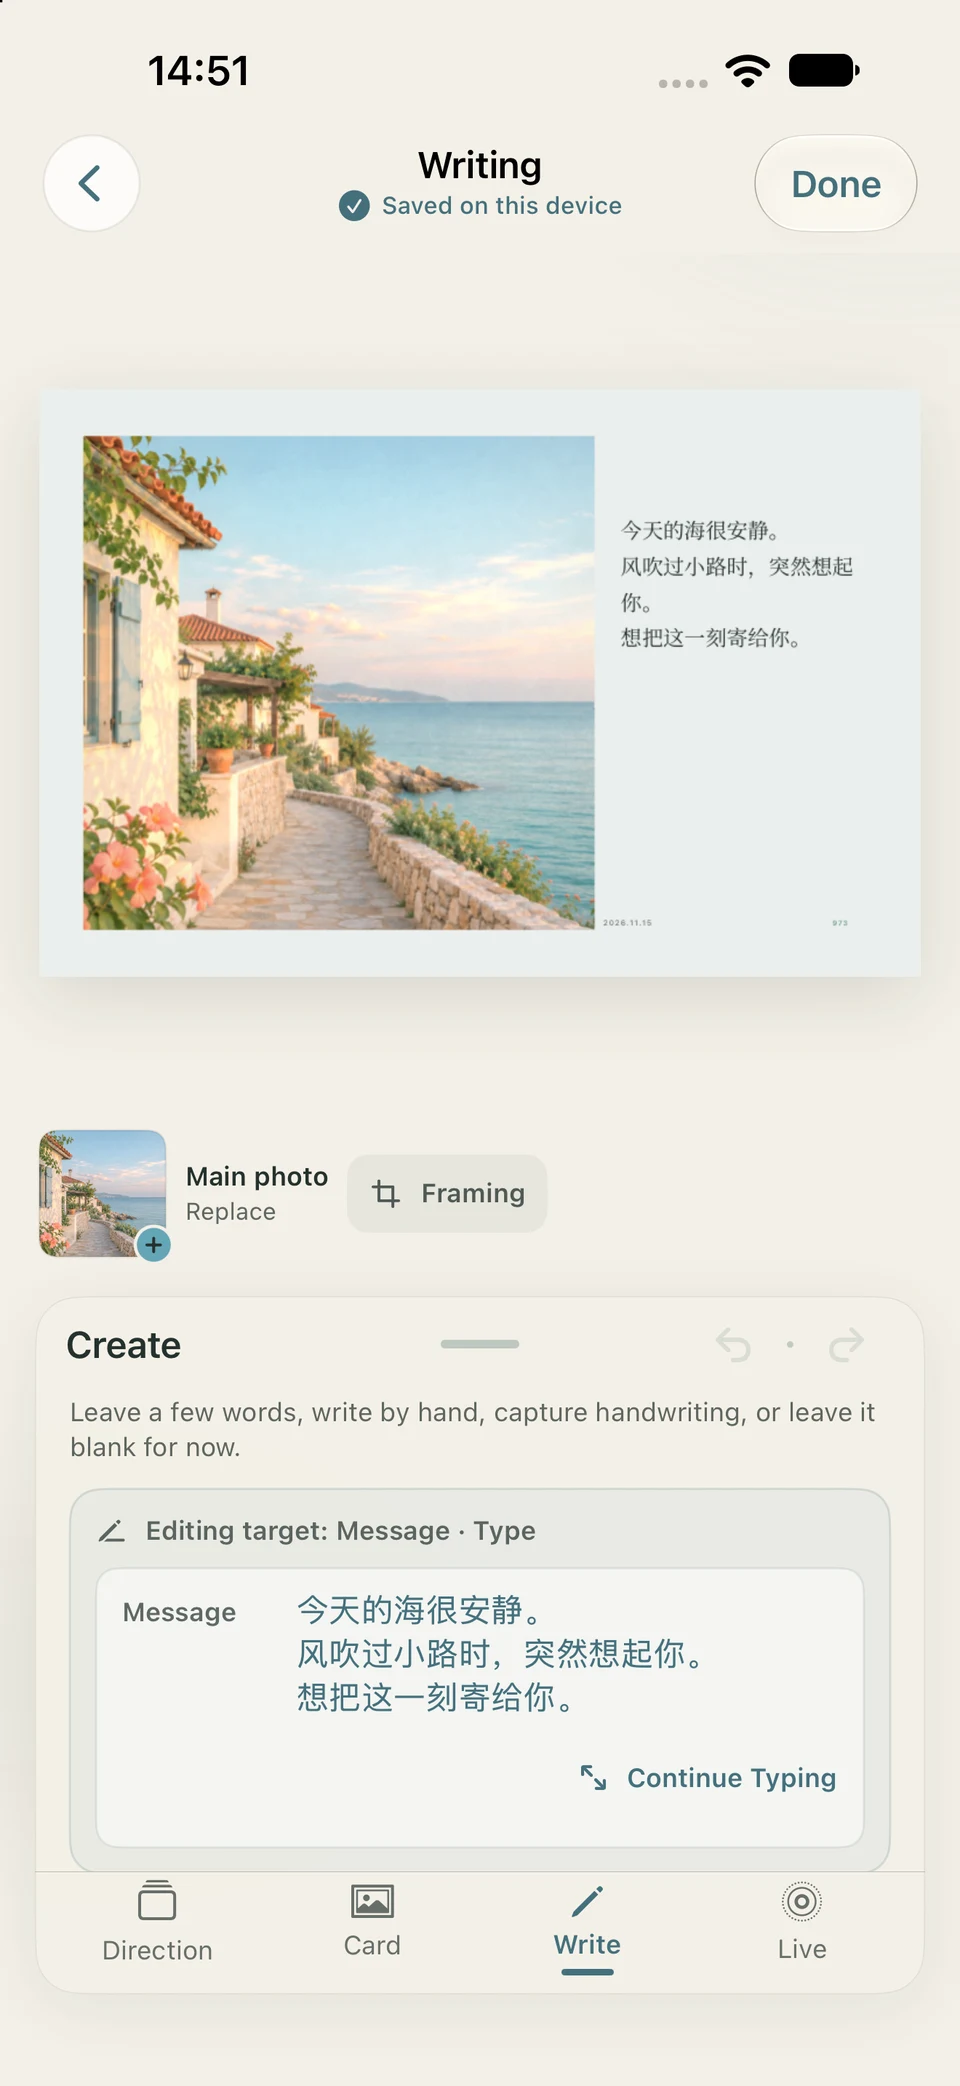 14:51
Writing
Saved on this device
Done
今天的海很安静。
风吹过小路时，突然想起
你。
想把这一刻寄给你。
2026.11.15
973
Main photo
Replace
Framing
Create
Leave a few words, write by hand, capture handwriting, or leave it
blank for now.
Editing target: Message · Type
Message
今天的海很安静。
风吹过小路时，突然想起你。
想把这一刻寄给你。
Continue Typing
Direction
Card
Write
Live